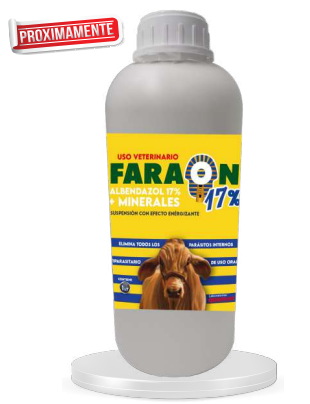 PROXIMAMENTE
USO VETERINARIO
FARAON
17%
ALBENDAZOL 17%
+ MINERALES
SUSPENSIÓN CON EFECTO ENERGIZANTE
ELIMINA TODOS LOS PARÁSITOS INTERNOS
DE USO ORAL